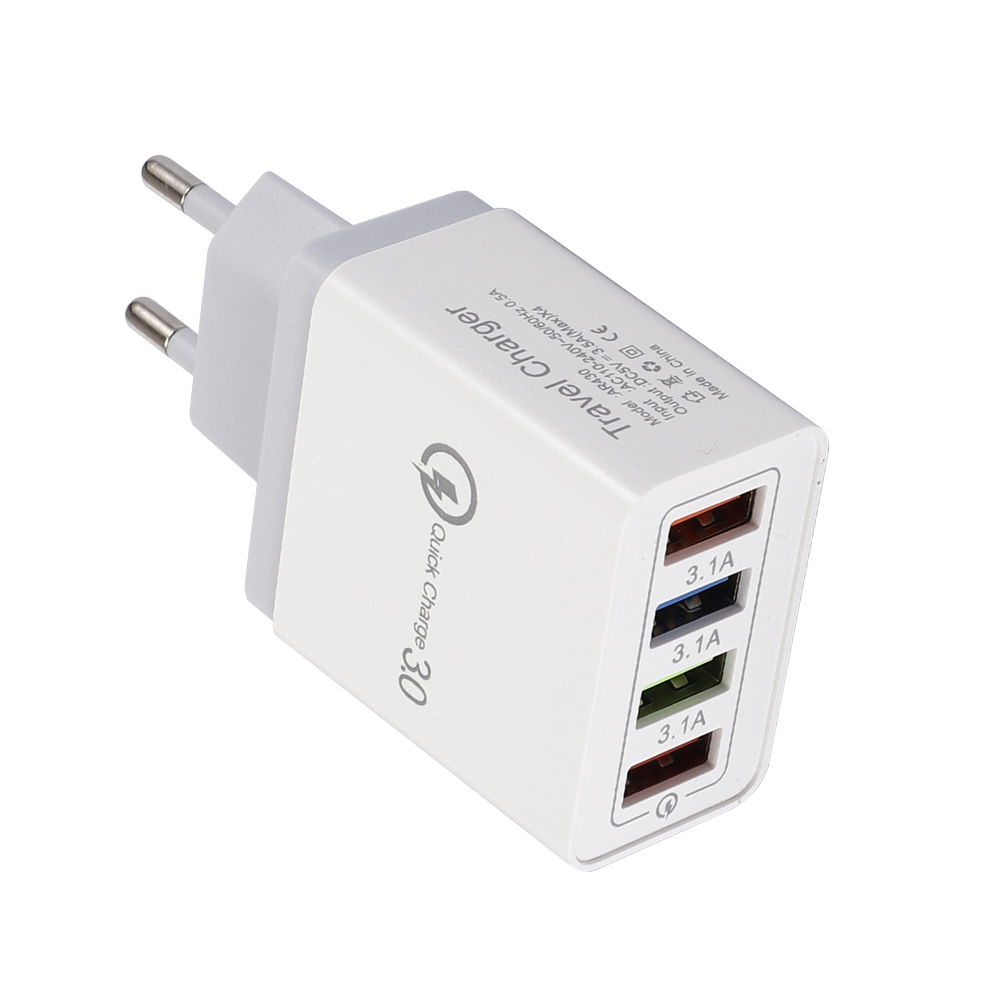 Travel Charger
Model :AR430
Input :AC110-240V~50/60Hz 0.5A
Output :DC5V⎓3.5A(Max)X4
CE
Made in China
Quick Charge 3.0
3.1A
3.1A
3.1A